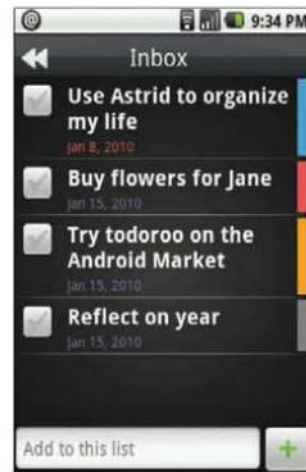 @ 9:34 PM
Inbox
Use Astrid to organize
my life
Jan 8, 2010
Buy flowers for Jane
Jan 15, 2010
Try todoroo on the
Android Market
Jan 15, 2010
Reflect on year
Jan 15, 2010
Add to this list
+